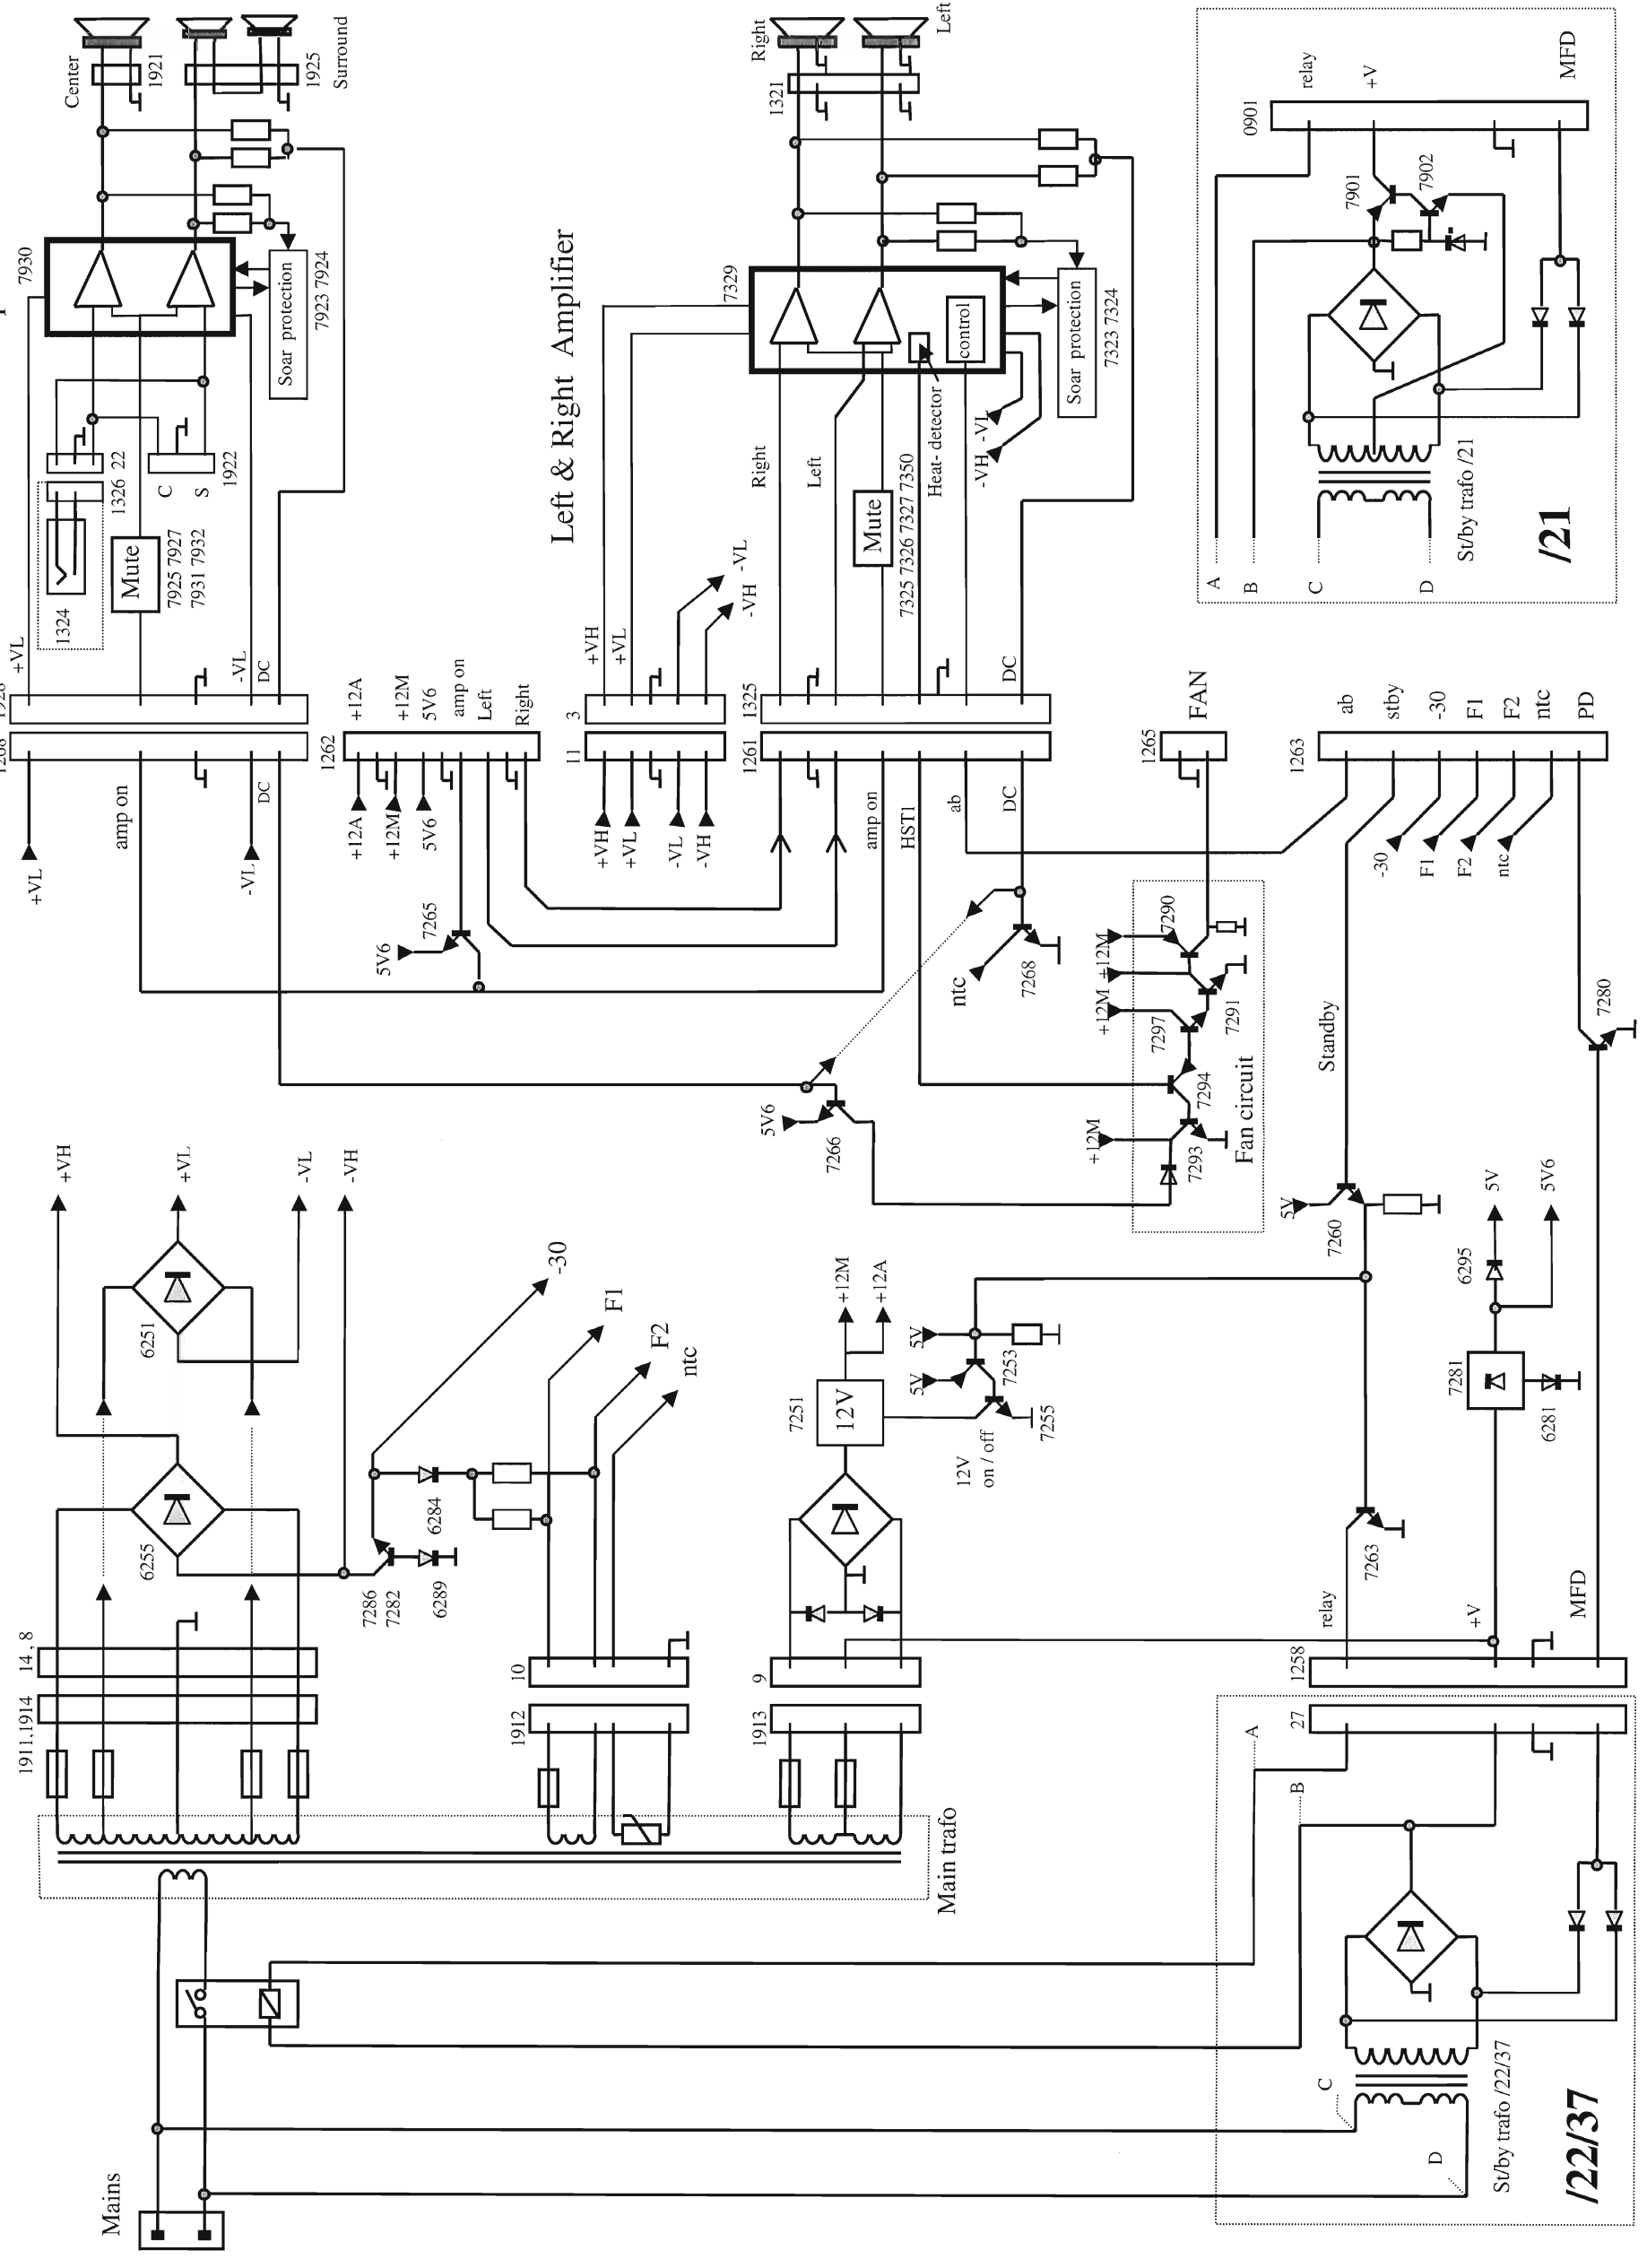 Center
1921
1925
Surround
7930
Soar protection
7923 7924
1326 22
1324
C
S
1922
Mute
7925 7927
7931 7932
+VL
-VL
DC
+VL
amp on
-VL
DC
1262
+12A
+12M
5V6
amp on
Left
Right
+12A
+12M
5V6
5V6
7265
Left & Right Amplifier
Right
Left
1321
7329
control
Soar protection
7323 7324
Heat- detector
-VL
-VH
Right
Left
Mute
7325 7326 7327 7350
-VL
-VH
+VH
+VL
DC
3
1325
11
1261
+VH
+VL
-VL
-VH
amp on
HST1
ab
DC
ntc
7268
5V6
7266
FAN
1265
+12M
7290
+12M
+12M
7297
7291
7294
+12M
7293
Fan circuit
0901
relay
+V
MFD
7901
7902
A
B
C
D
St/by trafo /21
/21
1263
ab
stby
-30
F1
F2
ntc
PD
-30
F1
F2
ntc
Standby
7280
5V
7260
6295
5V
5V6
7281
6281
+VH
+VL
-VL
-VH
6251
6255
-30
F1
F2
ntc
6284
7286
7282
6289
+12M
+12A
7251
12V
5V
5V
7253
7255
12V
on / off
7263
relay
+V
MFD
1911,1914
14, 8
1912
10
1913
9
1258
27
Main trafo
A
B
C
D
St/by trafo /22/37
/22/37
Mains